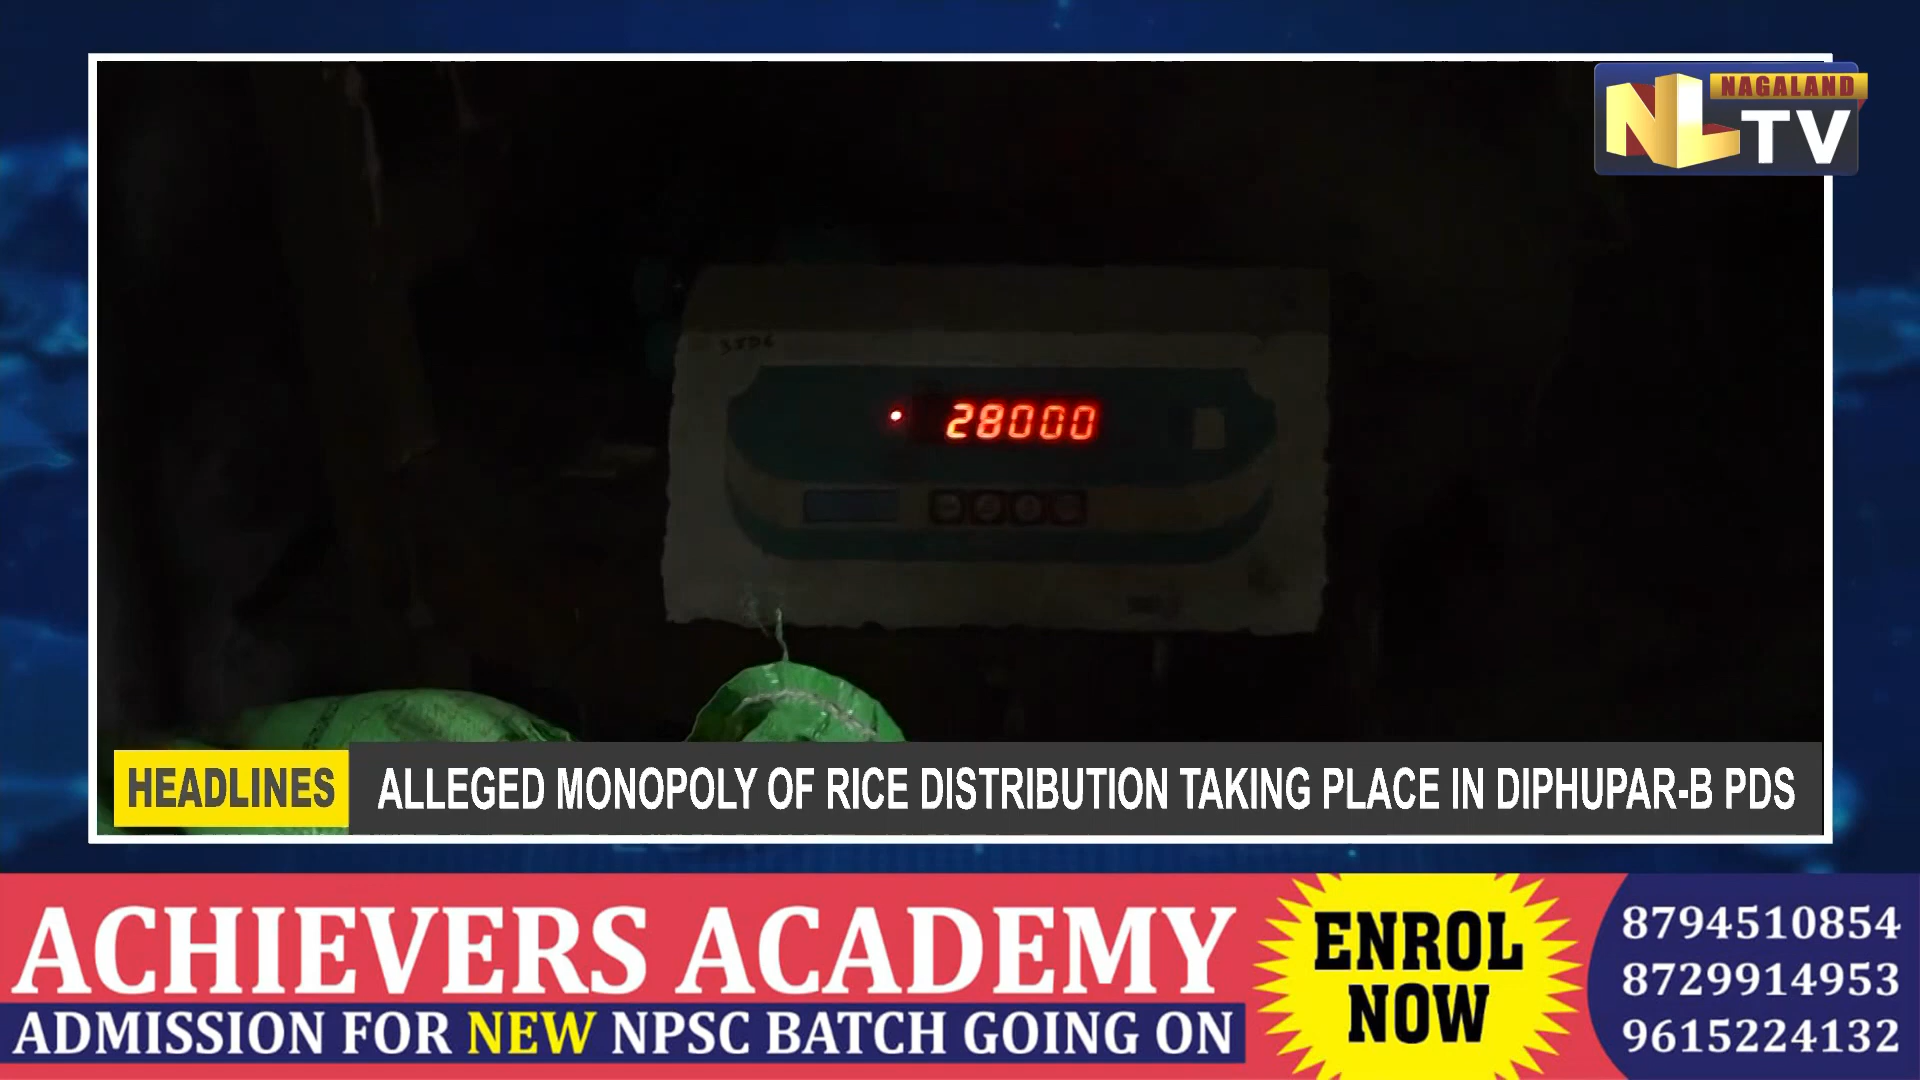 NAGALAND
NL TV
28000
HEADLINES
ALLEGED MONOPOLY OF RICE DISTRIBUTION TAKING PLACE IN DIPHUPAR-B PDS
ACHIEVERS ACADEMY
ADMISSION FOR NEW NPSC BATCH GOING ON
ENROL
NOW
8794510854
8729914953
9615224132